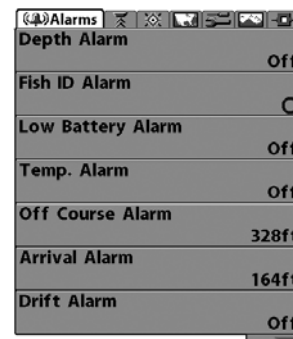 Alarms
Depth Alarm
Off
Fish ID Alarm
Low Battery Alarm
Off
Temp. Alarm
Off
Off Course Alarm
328ft
Arrival Alarm
164ft
Drift Alarm
Off